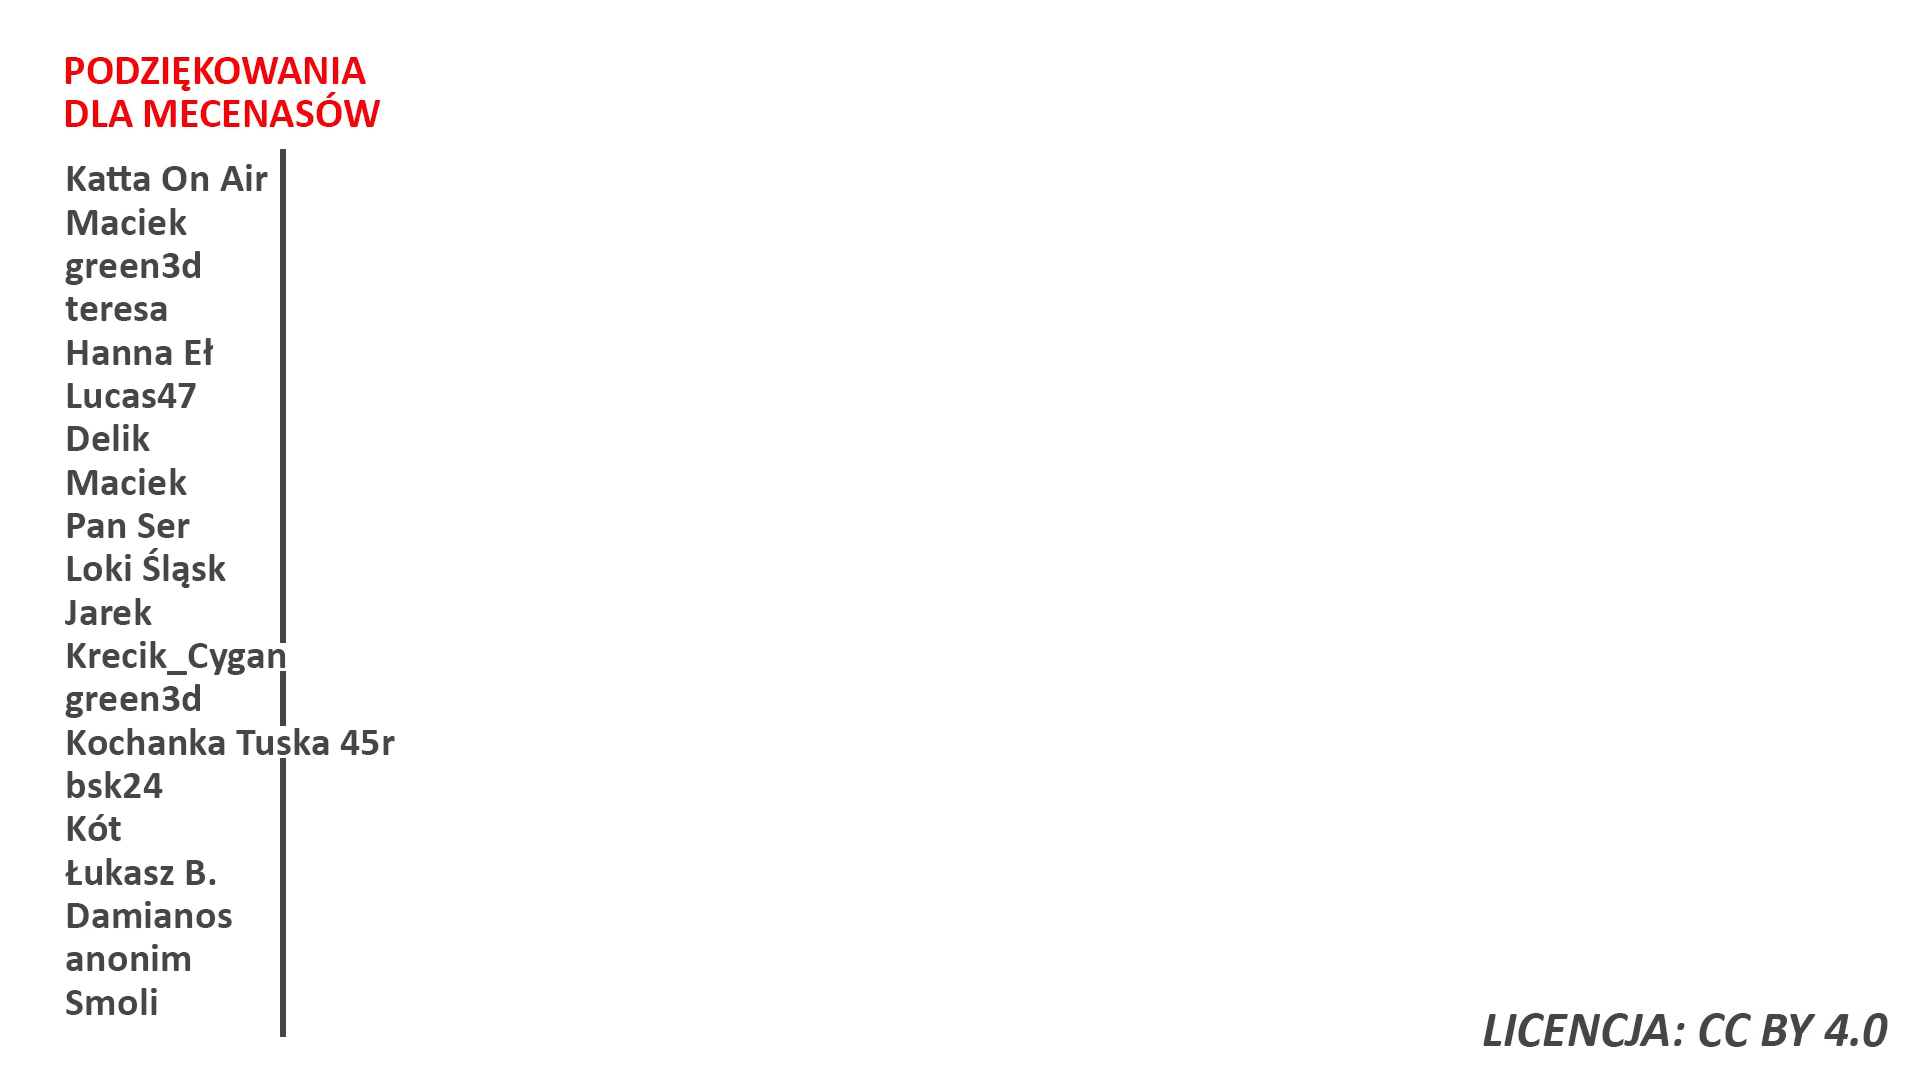 PODZIĘKOWANIA
DLA MECENASÓW
Katta On Air
Maciek
green3d
teresa
Hanna Eł
Lucas47
Delik
Maciek
Pan Ser
Loki Śląsk
Jarek
Krecik_Cygan
green3d
Kochanka Tuska 45r
bsk24
Kót
Łukasz B.
Damianos
anonim
Smoli
LICENCJA: CC BY 4.0